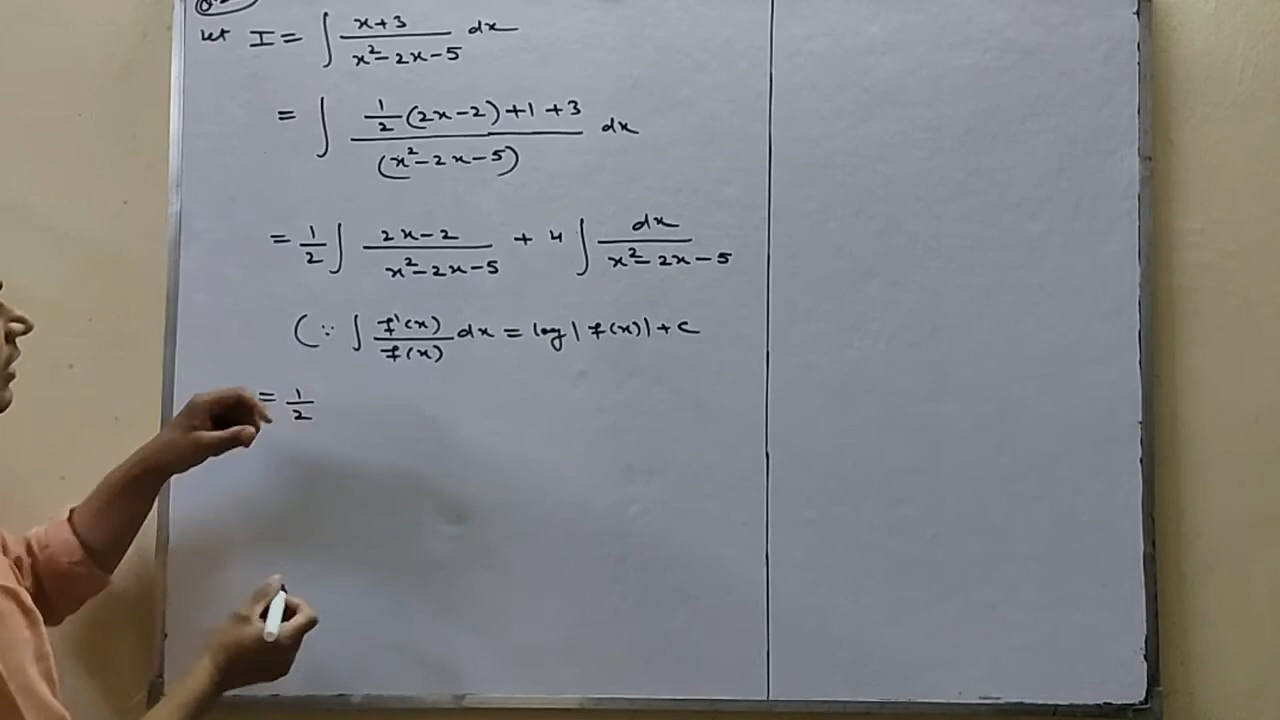 Let I = ∫ (x+3)/(x²-2x-5) dx
= ∫ (1/2(2x-2)+1+3)/((x²-2x-5)) dx
= 1/2 ∫ (2x-2)/(x²-2x-5) + 4 ∫ dx/(x²-2x-5)
(∵ ∫ f'(x)/f(x) dx = log|f(x)|+c
= 1/2